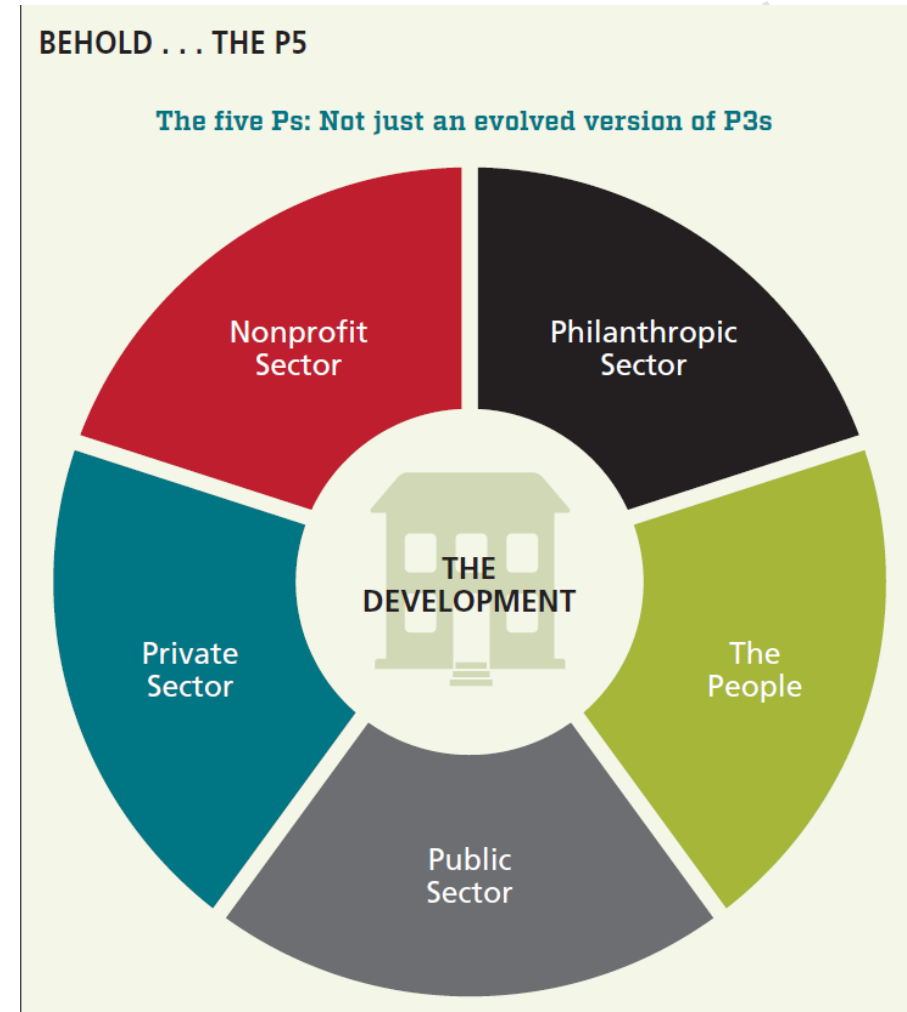 BEHOLD . . . THE P5
The five Ps: Not just an evolved version of P3s
Nonprofit
Sector
Philanthropic
Sector
THE
DEVELOPMENT
Private
Sector
The
People
Public
Sector